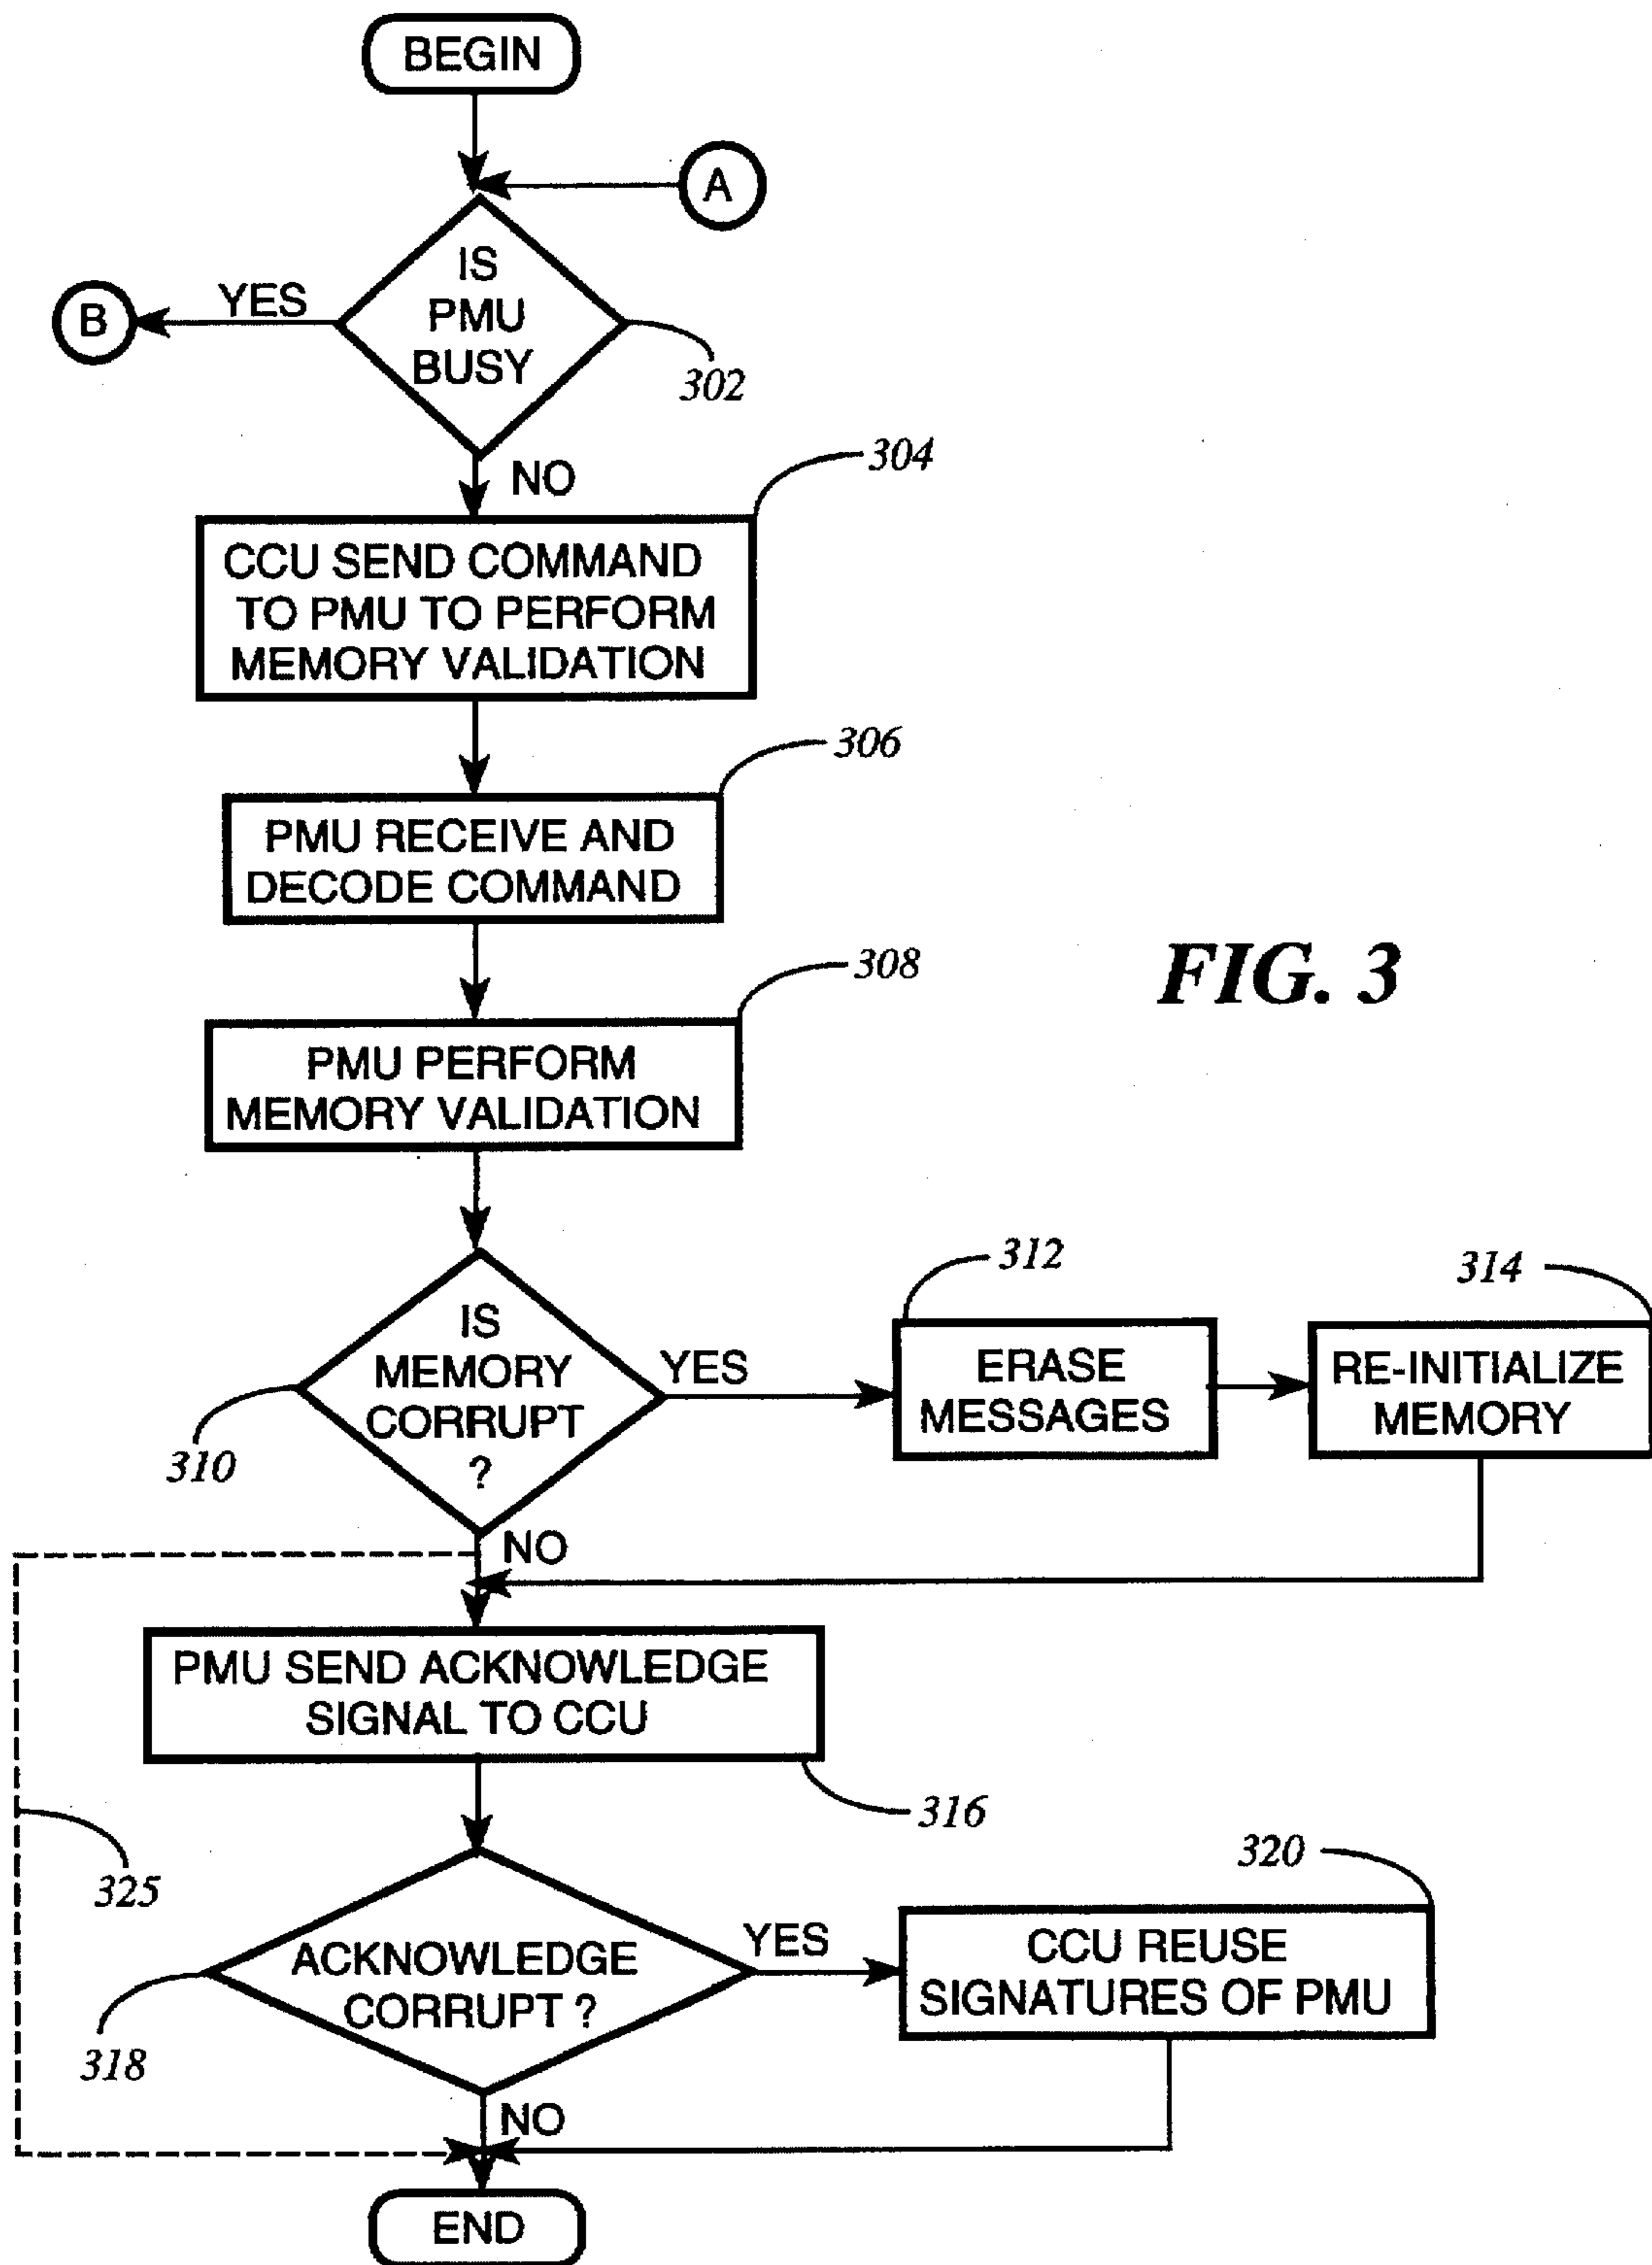 BEGIN
A
IS
PMU
BUSY
YES
B
302
NO
304
CCU SEND COMMAND
TO PMU TO PERFORM
MEMORY VALIDATION
306
PMU RECEIVE AND
DECODE COMMAND
308
FIG. 3
PMU PERFORM
MEMORY VALIDATION
IS
MEMORY
CORRUPT
?
310
YES
312
ERASE
MESSAGES
314
RE-INITIALIZE
MEMORY
NO
PMU SEND ACKNOWLEDGE
SIGNAL TO CCU
316
325
ACKNOWLEDGE
CORRUPT ?
318
YES
320
CCU REUSE
SIGNATURES OF PMU
NO
END